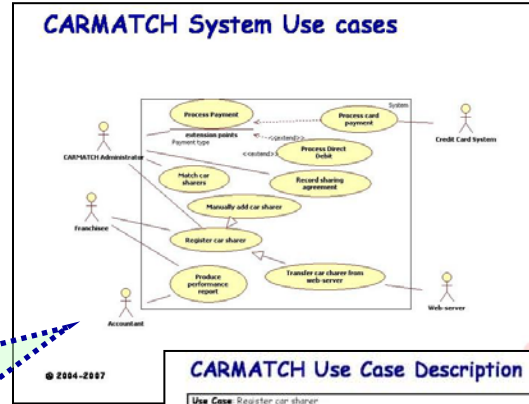 CARMATCH System Use cases
System
Process Payment
extension points
Payment type
Process card
payment
<<extend>>
<<extend>>
Process Direct
Debit
Credit Card System
CARMATCH Administrator
Match car
sharers
Record sharing
agreement
Manually add car sharer
Franchisee
Register car sharer
Produce
performance
report
Transfer car charer from
web-server
Accountant
Web-server
© 2004-2007
CARMATCH Use Case Description
Use Case: Register car sharer